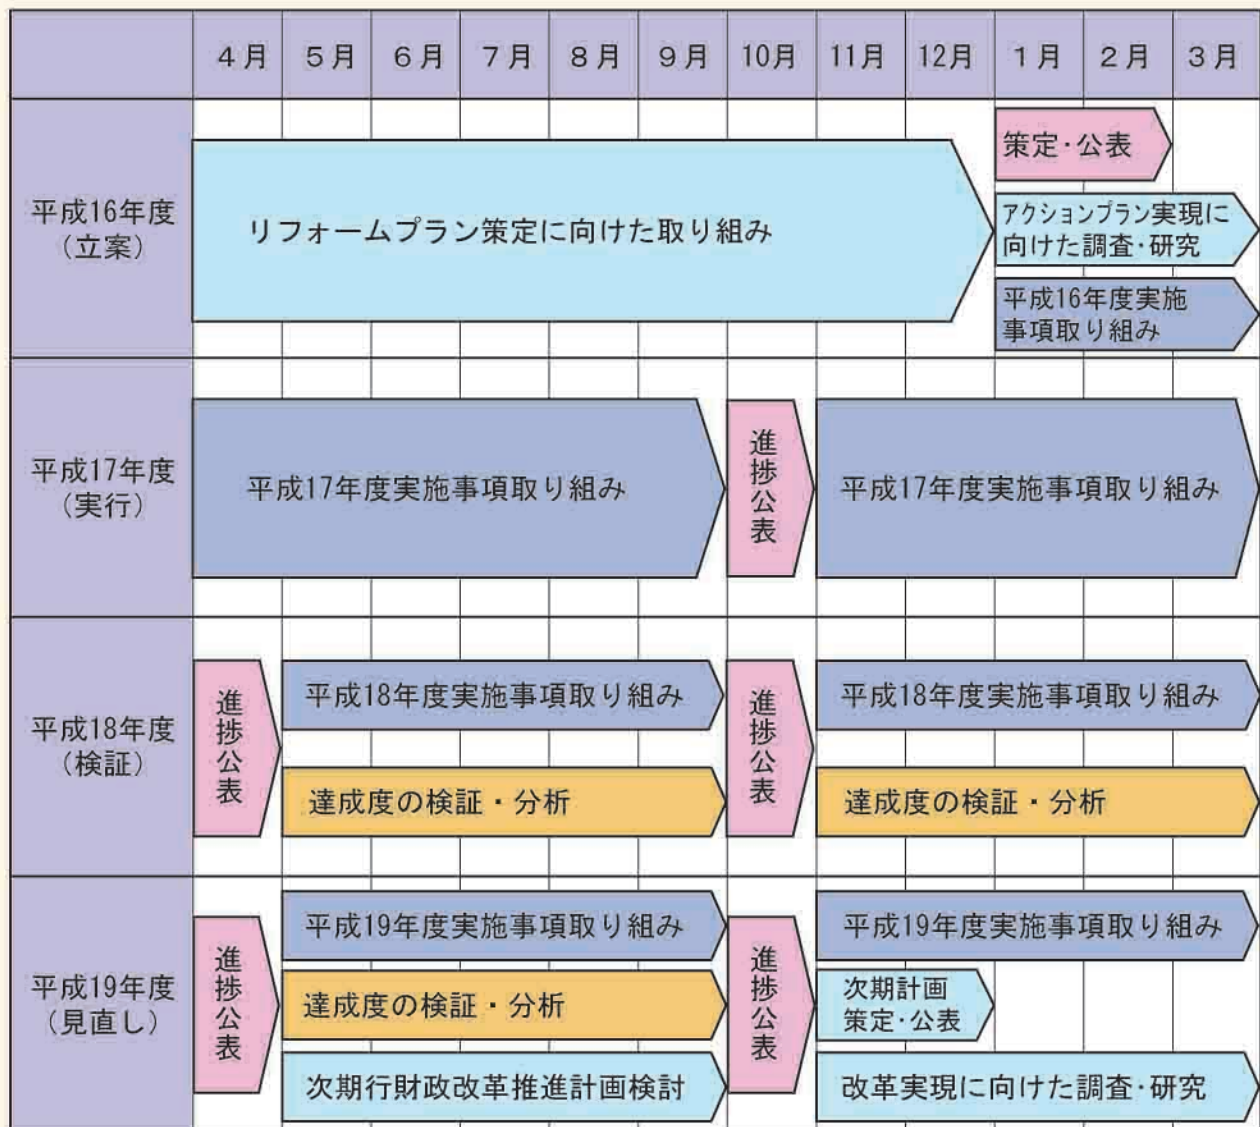 4月 5月 6月 7月 8月 9月 10月 11月 12月 1月 2月 3月
平成16年度
(立案)
リフォームプラン策定に向けた取り組み
策定・公表
アクションプラン実現に
向けた調査・研究
平成16年度実施
事項取り組み
平成17年度
(実行)
平成17年度実施事項取り組み
進捗公表
平成17年度実施事項取り組み
平成18年度
(検証)
進捗公表
平成18年度実施事項取り組み
達成度の検証・分析
進捗公表
平成18年度実施事項取り組み
達成度の検証・分析
平成19年度
(見直し)
進捗公表
平成19年度実施事項取り組み
達成度の検証・分析
次期行財政改革推進計画検討
進捗公表
平成19年度実施事項取り組み
次期計画
策定・公表
改革実現に向けた調査・研究